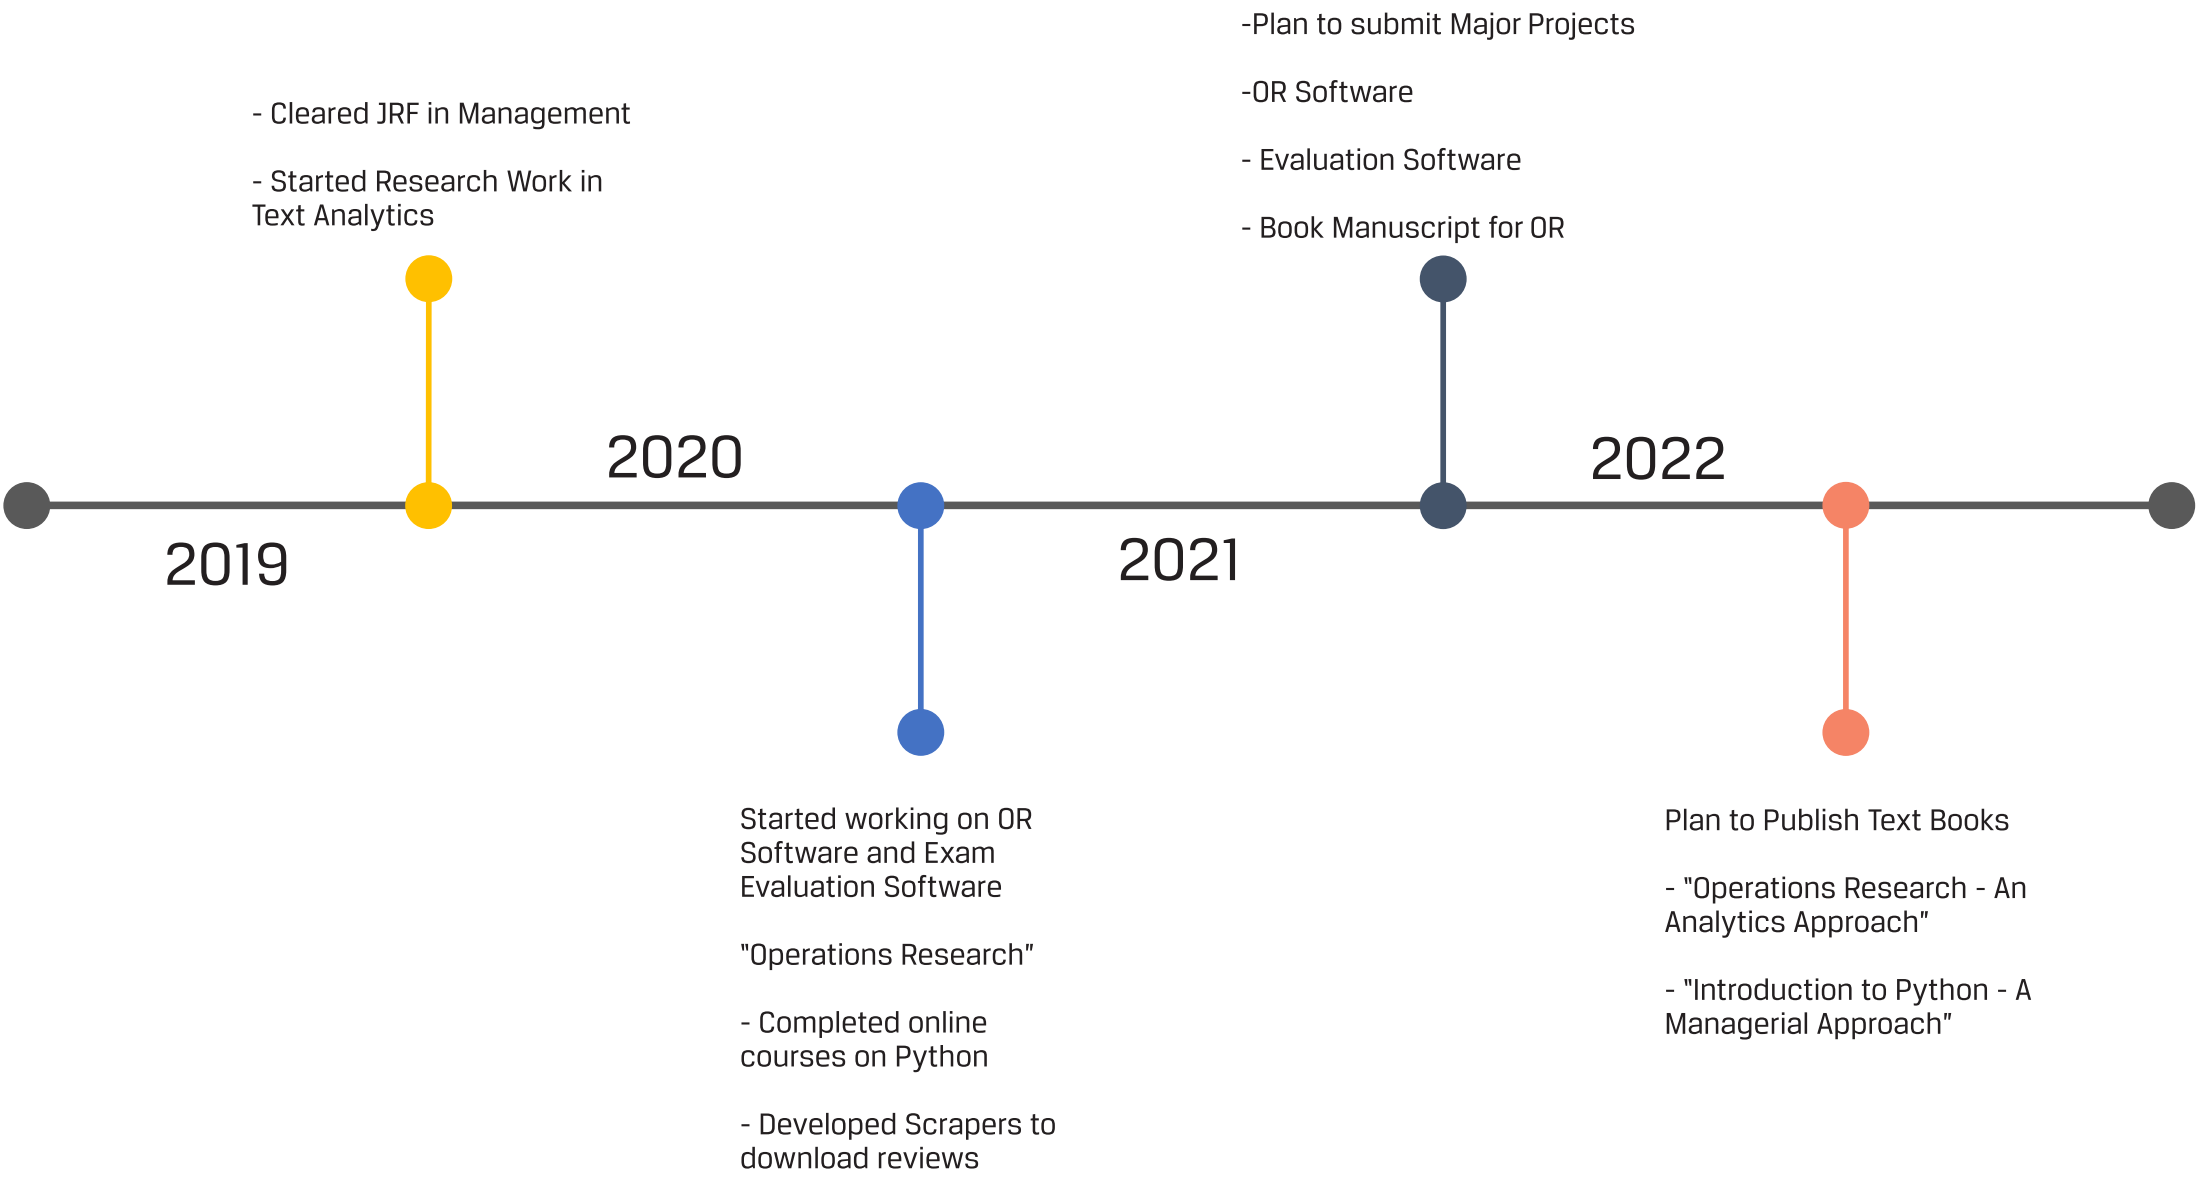 - Cleared JRF in Management
- Started Research Work in
Text Analytics
2019
2020
Started working on OR
Software and Exam
Evaluation Software
"Operations Research"
- Completed online
courses on Python
- Developed Scrapers to
download reviews
2021
-Plan to submit Major Projects
-OR Software
- Evaluation Software
- Book Manuscript for OR
2022
Plan to Publish Text Books
- "Operations Research - An
Analytics Approach"
- "Introduction to Python - A
Managerial Approach"